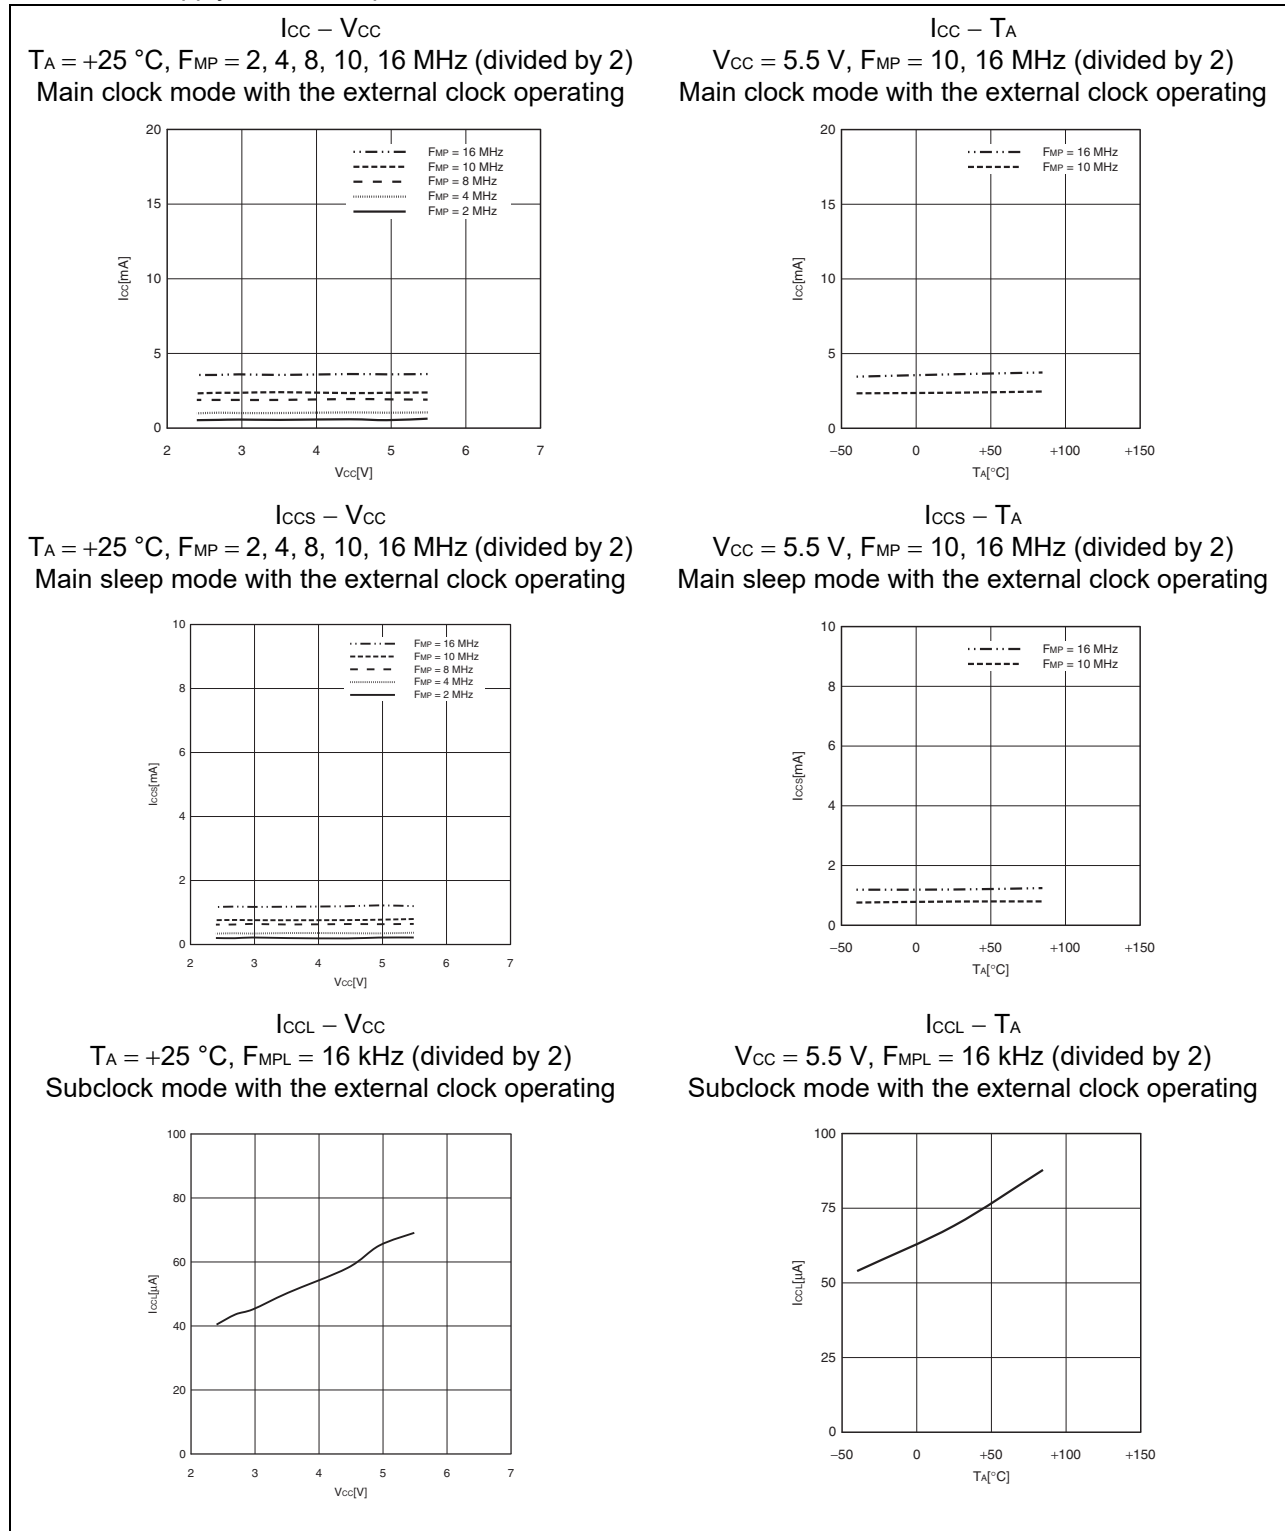 ICC – VCC
TA = +25 °C, FMP = 2, 4, 8, 10, 16 MHz (divided by 2)
Main clock mode with the external clock operating
20
15
10
5
0
ICC[mA]
FMP = 16 MHz
FMP = 10 MHz
FMP = 8 MHz
FMP = 4 MHz
FMP = 2 MHz
2 3 4 5 6 7
VCC[V]
ICC – TA
VCC = 5.5 V, FMP = 10, 16 MHz (divided by 2)
Main clock mode with the external clock operating
20
15
10
5
0
ICC[mA]
FMP = 16 MHz
FMP = 10 MHz
−50 0 +50 +100 +150
TA[°C]
ICCS – VCC
TA = +25 °C, FMP = 2, 4, 8, 10, 16 MHz (divided by 2)
Main sleep mode with the external clock operating
10
8
6
4
2
0
ICCS[mA]
FMP = 16 MHz
FMP = 10 MHz
FMP = 8 MHz
FMP = 4 MHz
FMP = 2 MHz
2 3 4 5 6 7
VCC[V]
ICCS – TA
VCC = 5.5 V, FMP = 10, 16 MHz (divided by 2)
Main sleep mode with the external clock operating
10
8
6
4
2
0
ICCS[mA]
FMP = 16 MHz
FMP = 10 MHz
−50 0 +50 +100 +150
TA[°C]
ICCL – VCC
TA = +25 °C, FMPL = 16 kHz (divided by 2)
Subclock mode with the external clock operating
100
80
60
40
20
0
ICCL[μA]
2 3 4 5 6 7
VCC[V]
ICCL – TA
VCC = 5.5 V, FMPL = 16 kHz (divided by 2)
Subclock mode with the external clock operating
100
75
50
25
0
ICCL[μA]
−50 0 +50 +100 +150
TA[°C]